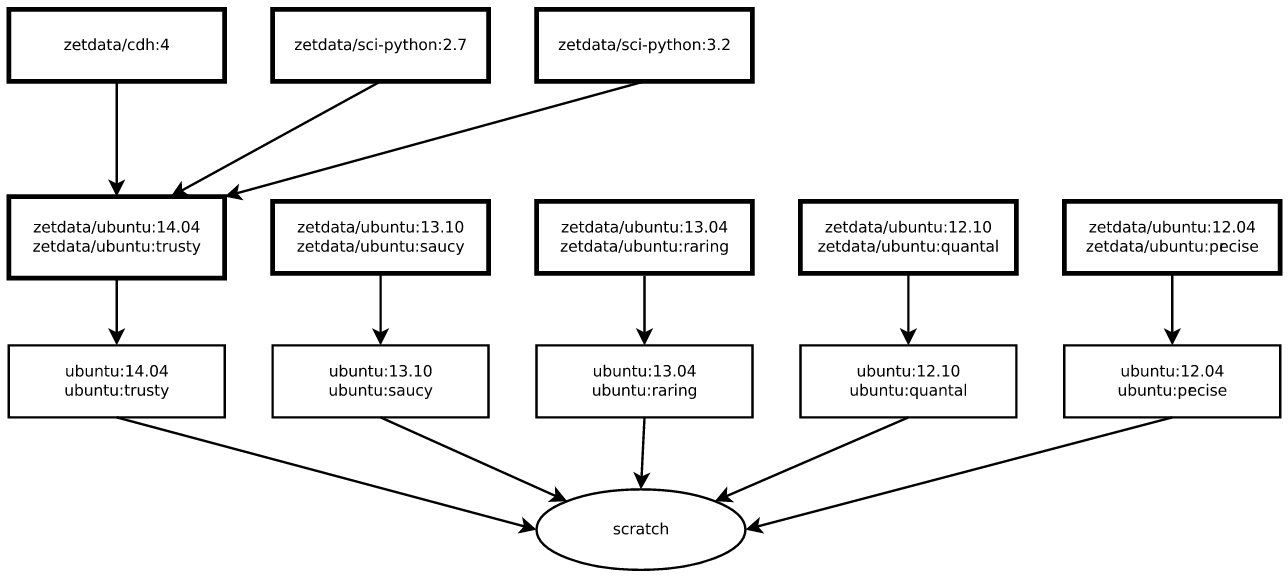 zetdata/cdh:4
zetdata/sci-python:2.7
zetdata/sci-python:3.2
zetdata/ubuntu:14.04
zetdata/ubuntu:trusty
zetdata/ubuntu:13.10
zetdata/ubuntu:saucy
zetdata/ubuntu:13.04
zetdata/ubuntu:raring
zetdata/ubuntu:12.10
zetdata/ubuntu:quantal
zetdata/ubuntu:12.04
zetdata/ubuntu:pecise
ubuntu:14.04
ubuntu:trusty
ubuntu:13.10
ubuntu:saucy
ubuntu:13.04
ubuntu:raring
ubuntu:12.10
ubuntu:quantal
ubuntu:12.04
ubuntu:pecise
scratch